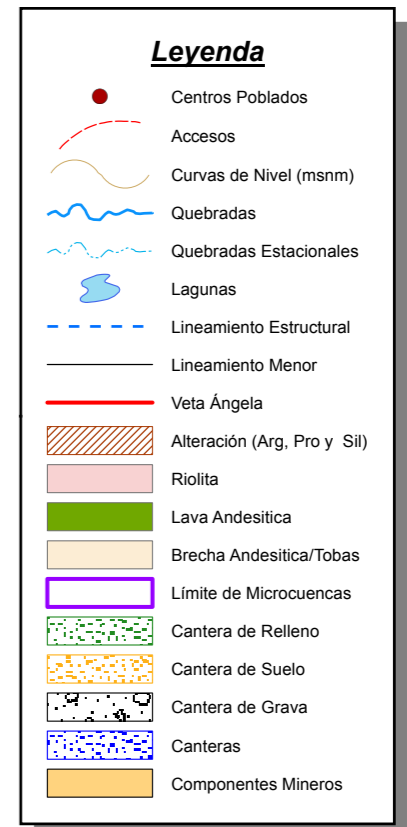 Leyenda
Centros Poblados
Accesos
Curvas de Nivel (msnm)
Quebradas
Quebradas Estacionales
Lagunas
Lineamiento Estructural
Lineamiento Menor
Veta Ángela
Alteración (Arg, Pro y Sil)
Riolita
Lava Andesitica
Brecha Andesitica/Tobas
Límite de Microcuencas
Cantera de Relleno
Cantera de Suelo
Cantera de Grava
Canteras
Componentes Mineros